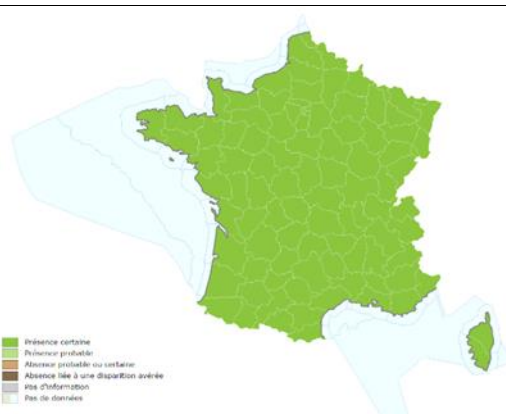 Présence certaine
Présence probable
Absence probable ou certaine
Absence liée à une disparition avérée
Pas d'information
Pas de données